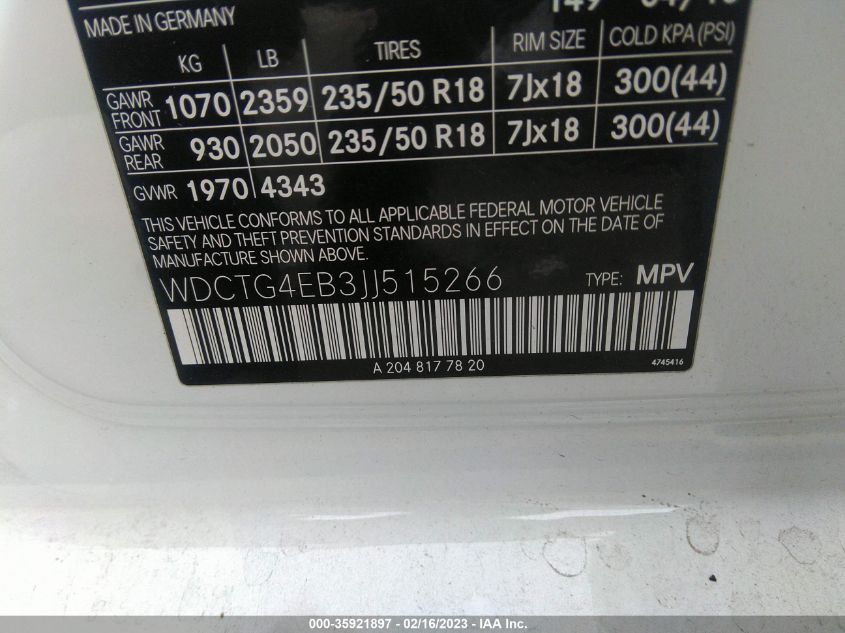 MADE IN GERMANY
KG LB TIRES RIM SIZE COLD KPA (PSI)
GAWR FRONT 1070 2359 235/50 R18 7Jx18 300(44)
GAWR REAR 930 2050 235/50 R18 7Jx18 300(44)
GVWR 1970 4343
THIS VEHICLE CONFORMS TO ALL APPLICABLE FEDERAL MOTOR VEHICLE
SAFETY AND THEFT PREVENTION STANDARDS IN EFFECT ON THE DATE OF
MANUFACTURE SHOWN ABOVE.
WDCTG4EB3JJ515266 TYPE: MPV
A 204 817 78 20 4745416
000-35921897 - 02/16/2023 - IAA Inc.